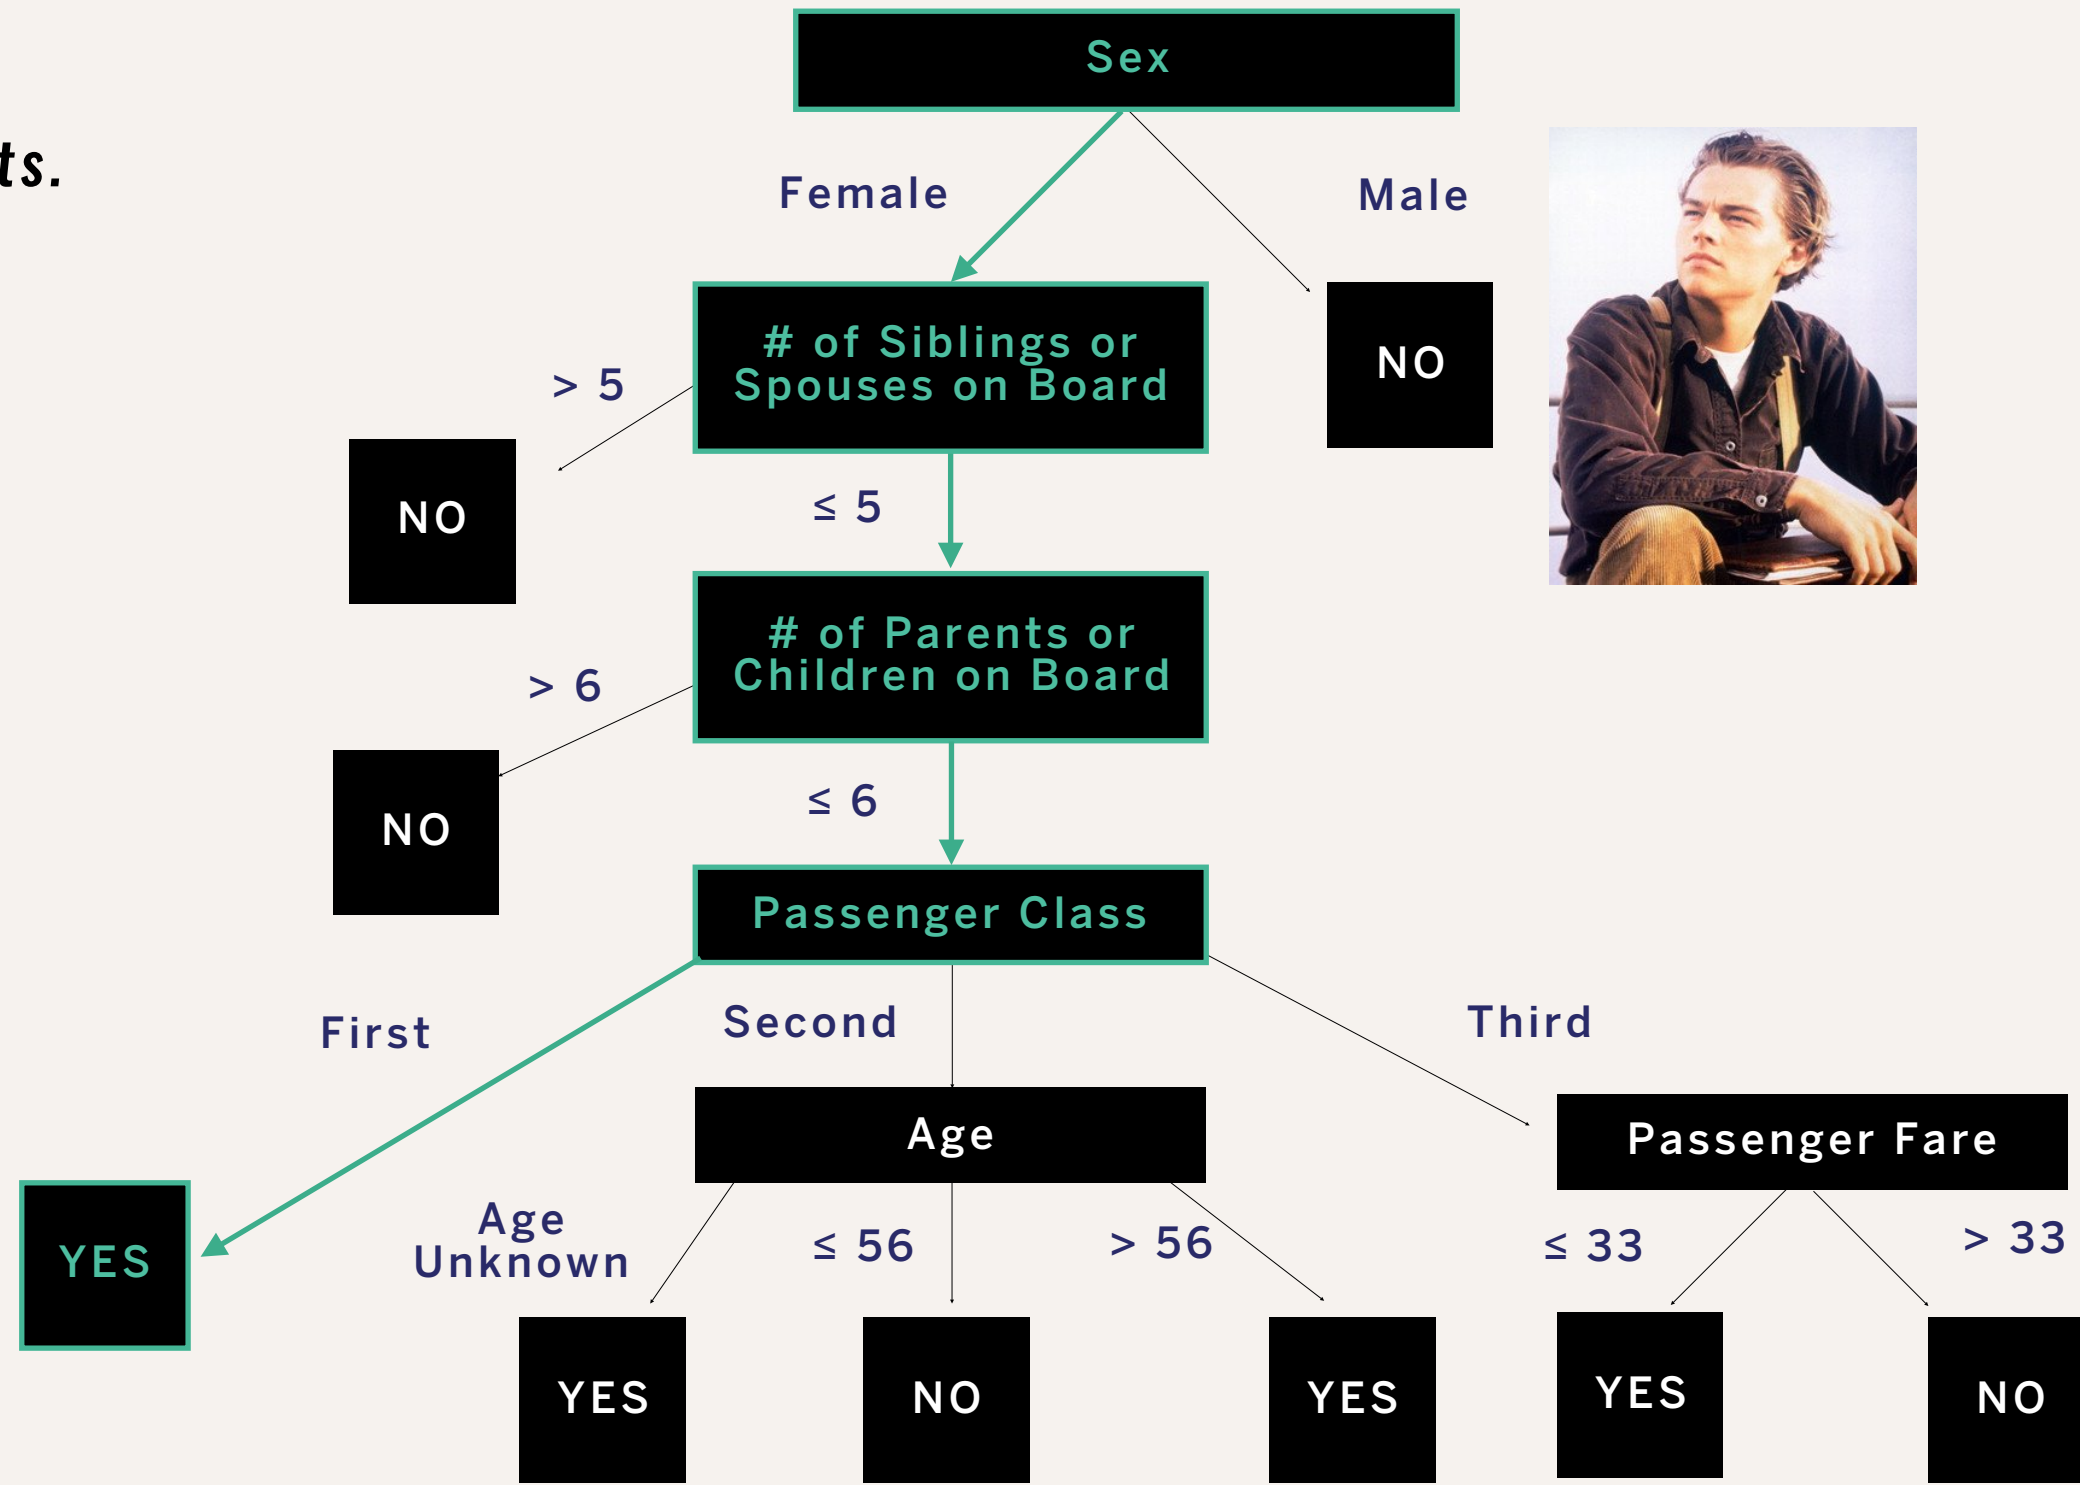 Sex
ts.
Female
Male
# of Siblings or
Spouses on Board
NO
> 5
NO
≤ 5
# of Parents or
Children on Board
> 6
NO
≤ 6
Passenger Class
First
Second
Third
Age
Passenger Fare
YES
Age
Unknown
≤ 56
> 56
≤ 33
> 33
YES
NO
YES
YES
NO